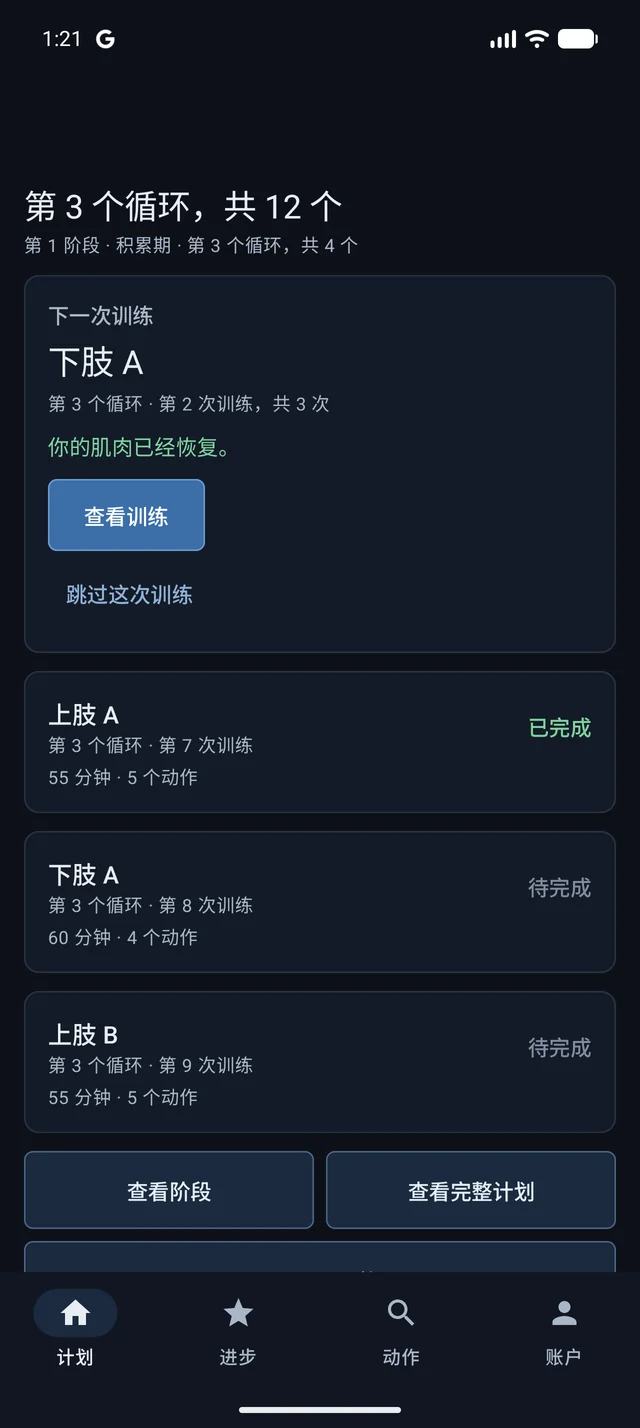 1:21
第 3 个循环，共 12 个
第 1 阶段 · 积累期 · 第 3 个循环，共 4 个
下一次训练
下肢 A
第 3 个循环 · 第 2 次训练，共 3 次
你的肌肉已经恢复。
查看训练
跳过这次训练
上肢 A
已完成
第 3 个循环 · 第 7 次训练
55 分钟 · 5 个动作
下肢 A
待完成
第 3 个循环 · 第 8 次训练
60 分钟 · 4 个动作
上肢 B
待完成
第 3 个循环 · 第 9 次训练
55 分钟 · 5 个动作
查看阶段
查看完整计划
计划
进步
动作
账户